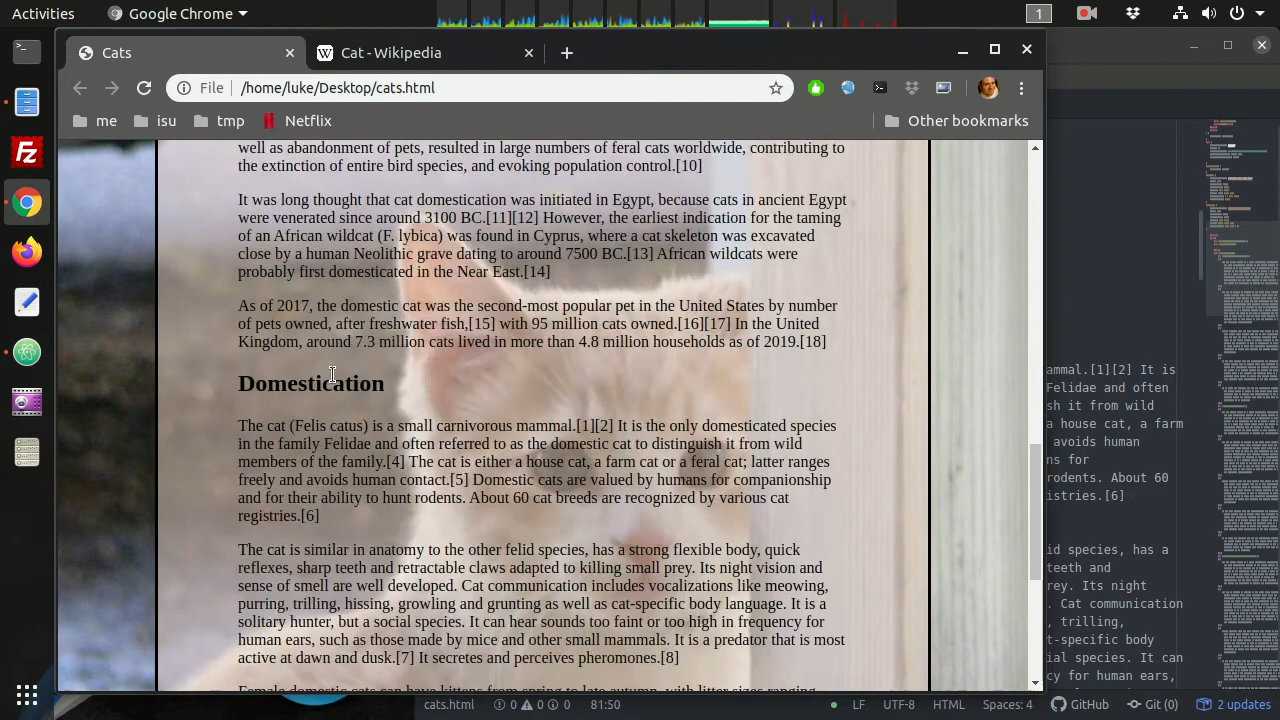 Activities
Google Chrome
1
Cats
W Cat - Wikipedia
File /home/luke/Desktop/cats.html
me isu tmp Netflix Other bookmarks
well as abandonment of pets, resulted in large numbers of feral cats worldwide, contributing to
the extinction of entire bird species, and evoking population control.[10]
It was long thought that cat domestication was initiated in Egypt, because cats in ancient Egypt
were venerated since around 3100 BC.[11][12] However, the earliest indication for the taming
of an African wildcat (F. lybica) was found in Cyprus, where a cat skeleton was excavated
close by a human Neolithic grave dating to around 7500 BC.[13] African wildcats were
probably first domesticated in the Near East.[14]
As of 2017, the domestic cat was the second-most popular pet in the United States by number
of pets owned, after freshwater fish,[15] with 95 million cats owned.[16][17] In the United
Kingdom, around 7.3 million cats lived in more than 4.8 million households as of 2019.[18]
Domestication
The cat (Felis catus) is a small carnivorous mammal.[1][2] It is the only domesticated species
in the family Felidae and often referred to as the domestic cat to distinguish it from wild
members of the family.[4] The cat is either a house cat, a farm cat or a feral cat; latter ranges
freely and avoids human contact.[5] Domestic cats are valued by humans for companionship
and for their ability to hunt rodents. About 60 cat breeds are recognized by various cat
registries.[6]
The cat is similar in anatomy to the other felid species, has a strong flexible body, quick
reflexes, sharp teeth and retractable claws adapted to killing small prey. Its night vision and
sense of smell are well developed. Cat communication includes vocalizations like meowing,
purring, trilling, hissing, growling and grunting as well as cat-specific body language. It is a
solitary hunter, but a social species. It can hear sounds too faint or too high in frequency for
human ears, such as those made by mice and other small mammals. It is a predator that is most
active at dawn and dusk.[7] It secretes and perceives pheromones.[8]
ammal.[1][2] It is
Felidae and often
sh it from wild
a house cat, a farm
avoids human
ns for
rodents. About 60
istries.[6]
id species, has a
teeth and
rey. Its night
. Cat communication
, trilling,
t-specific body
ial species. It can
cy for human ears,
cats.html 0 0 0 81:50 LF UTF-8 HTML Spaces: 4 GitHub Git (0) 2 updates